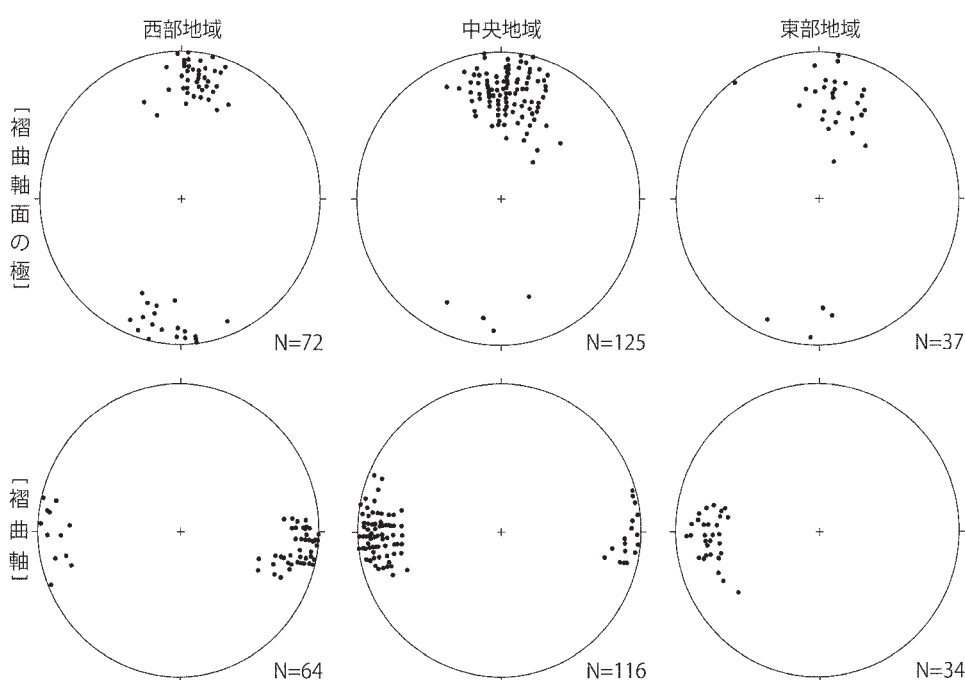 西部地域
中央地域
東部地域
[褶曲軸面の極]
N=72
N=125
N=37
[褶曲軸]
N=64
N=116
N=34